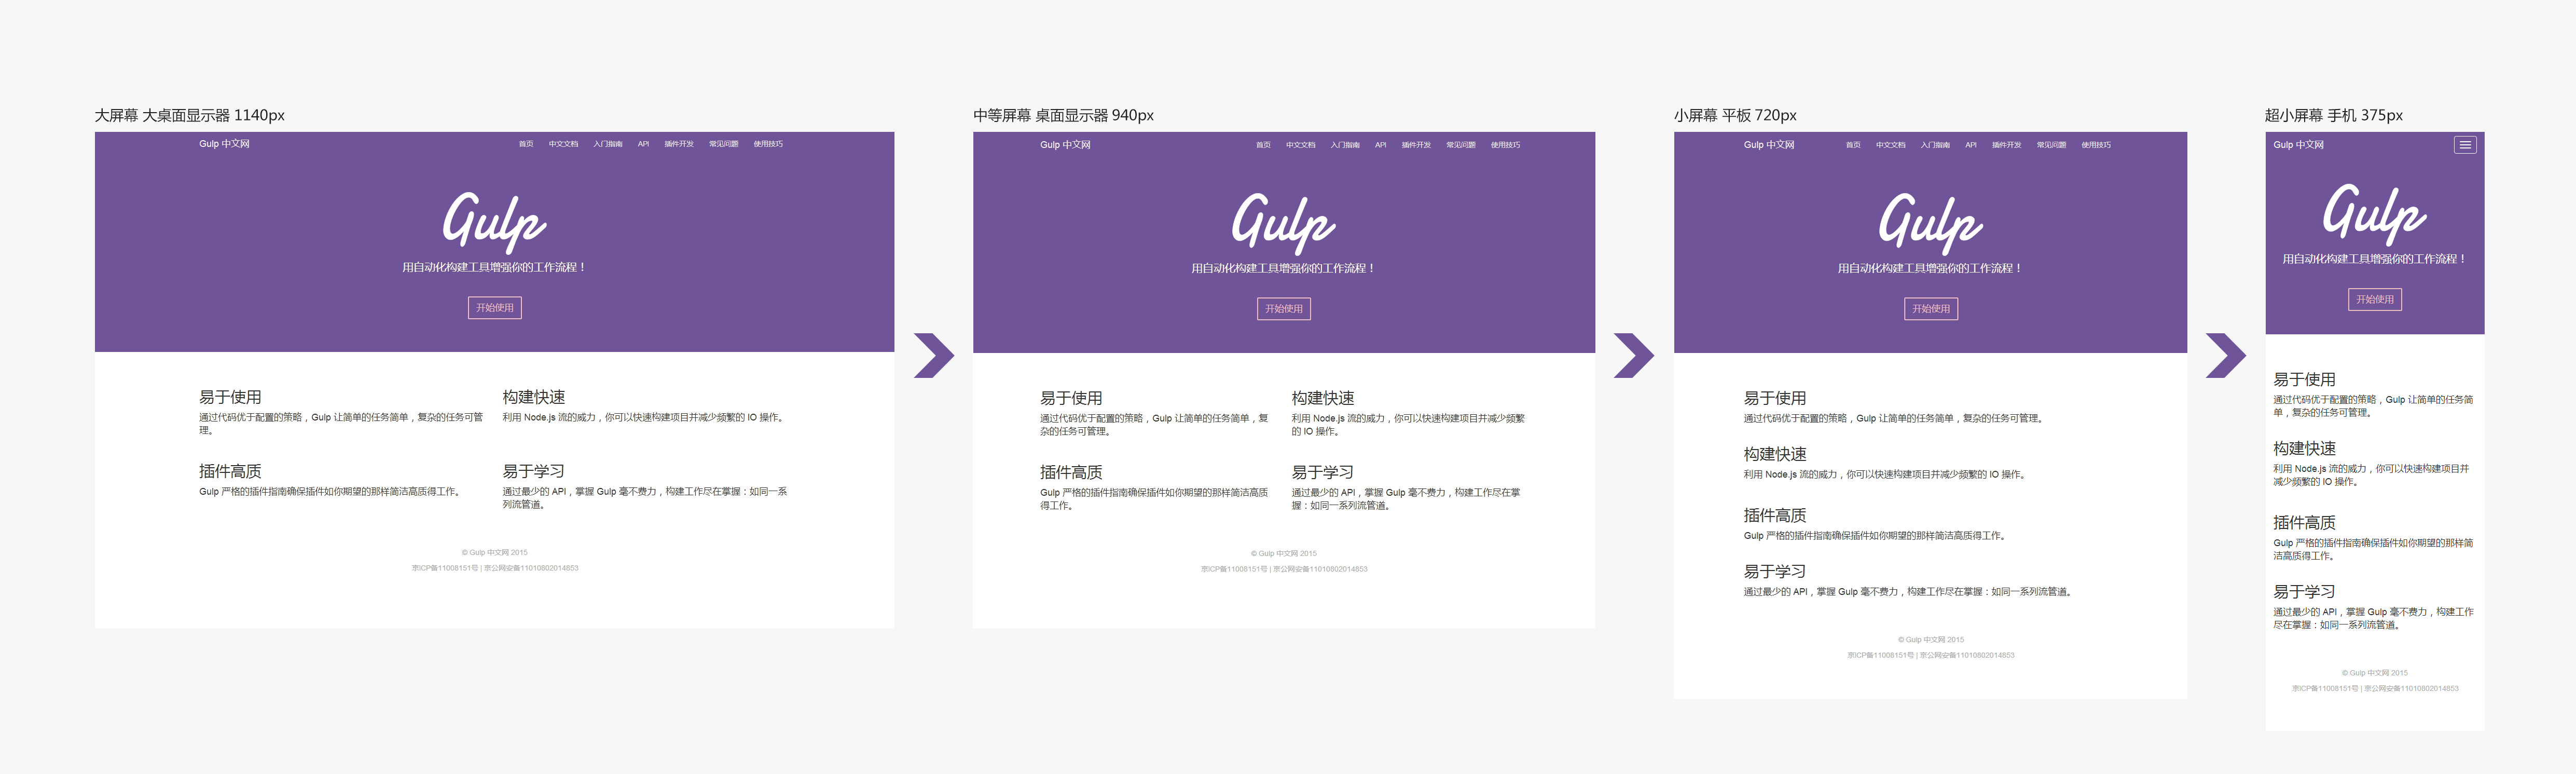 大屏幕 大桌面显示器 1140px
Gulp 中文网
首页 中文文档 入门指南 API 插件开发 常见问题 使用技巧
Gulp
用自动化构建工具增强你的工作流程！
开始使用
易于使用
通过代码优于配置的策略，Gulp 让简单的任务简单，复杂的任务可管
理。
构建快速
利用 Node.js 流的威力，你可以快速构建项目并减少频繁的 IO 操作。
插件高质
Gulp 严格的插件指南确保插件如你期望的那样简洁高质得工作。
易于学习
通过最少的 API，掌握 Gulp 毫不费力，构建工作尽在掌握：如同一系
列流管道。
© Gulp 中文网 2015
京ICP备11008151号 | 京公网安备11010802014853
中等屏幕 桌面显示器 940px
Gulp 中文网
首页 中文文档 入门指南 API 插件开发 常见问题 使用技巧
Gulp
用自动化构建工具增强你的工作流程！
开始使用
易于使用
通过代码优于配置的策略，Gulp 让简单的任务简单，复
杂的任务可管理。
构建快速
利用 Node.js 流的威力，你可以快速构建项目并减少频繁
的 IO 操作。
插件高质
Gulp 严格的插件指南确保插件如你期望的那样简洁高质
得工作。
易于学习
通过最少的 API，掌握 Gulp 毫不费力，构建工作尽在掌
握：如同一系列流管道。
© Gulp 中文网 2015
京ICP备11008151号 | 京公网安备11010802014853
小屏幕 平板 720px
Gulp 中文网
首页 中文文档 入门指南 API 插件开发 常见问题 使用技巧
Gulp
用自动化构建工具增强你的工作流程！
开始使用
易于使用
通过代码优于配置的策略，Gulp 让简单的任务简单，复杂的任务可管理。
构建快速
利用 Node.js 流的威力，你可以快速构建项目并减少频繁的 IO 操作。
插件高质
Gulp 严格的插件指南确保插件如你期望的那样简洁高质得工作。
易于学习
通过最少的 API，掌握 Gulp 毫不费力，构建工作尽在掌握：如同一系列流管道。
© Gulp 中文网 2015
京ICP备11008151号 | 京公网安备11010802014853
超小屏幕 手机 375px
Gulp 中文网
Gulp
用自动化构建工具增强你的工作流程！
开始使用
易于使用
通过代码优于配置的策略，Gulp 让简单的任务简
单，复杂的任务可管理。
构建快速
利用 Node.js 流的威力，你可以快速构建项目并
减少频繁的 IO 操作。
插件高质
Gulp 严格的插件指南确保插件如你期望的那样简
洁高质得工作。
易于学习
通过最少的 API，掌握 Gulp 毫不费力，构建工作
尽在掌握：如同一系列流管道。
© Gulp 中文网 2015
京ICP备11008151号 | 京公网安备11010802014853